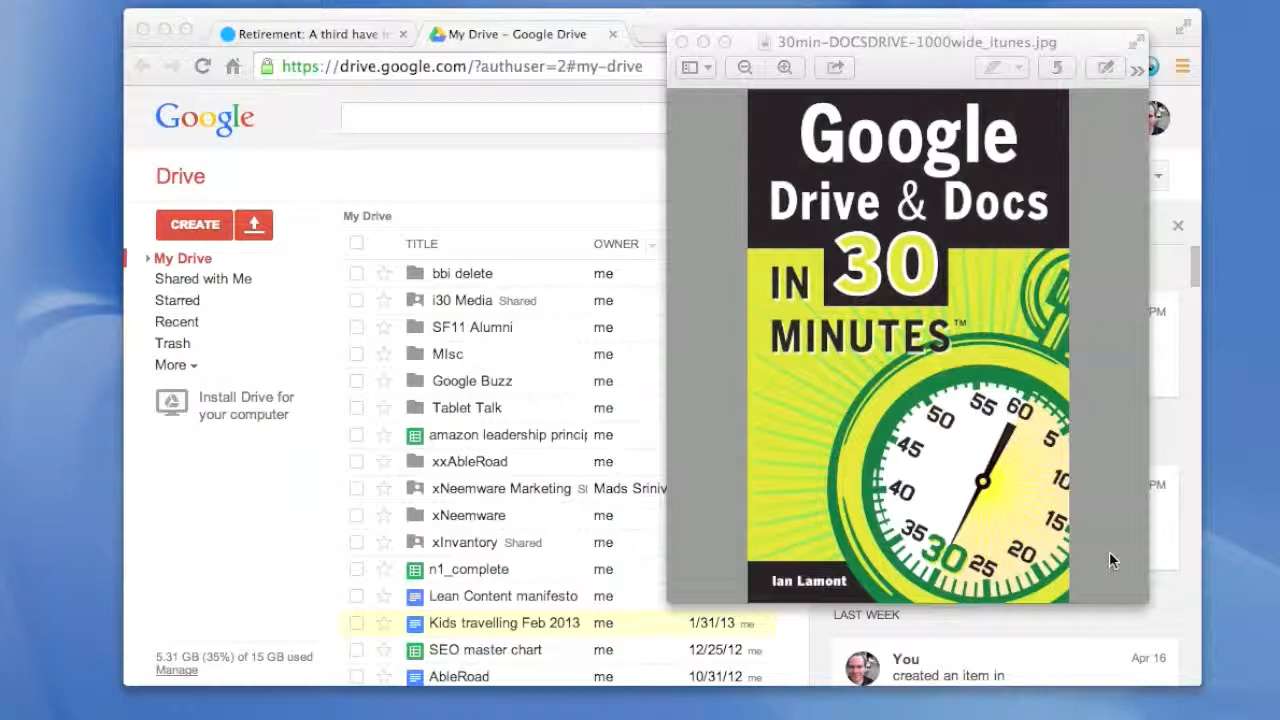 Retirement: A third have i
My Drive - Google Drive
https://drive.google.com/?authuser=2#my-drive
Google
Drive
CREATE
My Drive
Shared with Me
Starred
Recent
Trash
More
Install Drive for
your computer
5.31 GB (35%) of 15 GB used
Manage
My Drive
TITLE OWNER
bbi delete me
i30 Media Shared me
SF11 Alumni me
MIsc me
Google Buzz me
Tablet Talk me
amazon leadership princip me
xxAbleRoad me
xNeemware Marketing Mads Sriniv
xNeemware me
xInvantory Shared me
n1_complete me
Lean Content manifesto me
Kids travelling Feb 2013 me 1/31/13 me
SEO master chart me 12/25/12 me
AbleRoad me 10/31/12 me
30min-DOCSDRIVE-1000wide_Itunes.jpg
Google
Drive & Docs
IN 30
MINUTES™
60
5
10
15
20
25
30
35
40
45
50
55
Ian Lamont
PM
PM
LAST WEEK
You Apr 16
created an item in